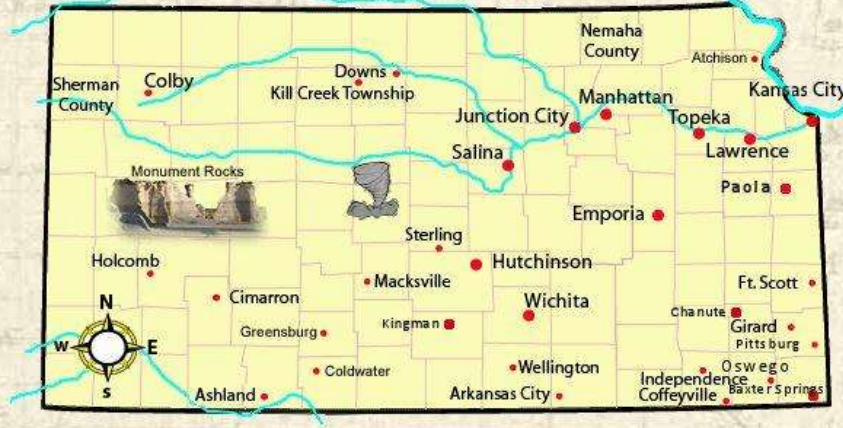 Nemaha
County
Atchison
Sherman
County
Colby
Downs
Kill Creek Township
Kansas City
Manhattan
Junction City
Topeka
Lawrence
Salina
Monument Rocks
Paola
Emporia
Sterling
Holcomb
Hutchinson
Macksville
Ft. Scott
Cimarron
N
W
E
S
Wichita
Chanute
Greensburg
Kingman
Girard
Pittsburg
Coldwater
Wellington
Oswego
Independence
Ashland
Arkansas City
Coffeyville
Baxter Springs